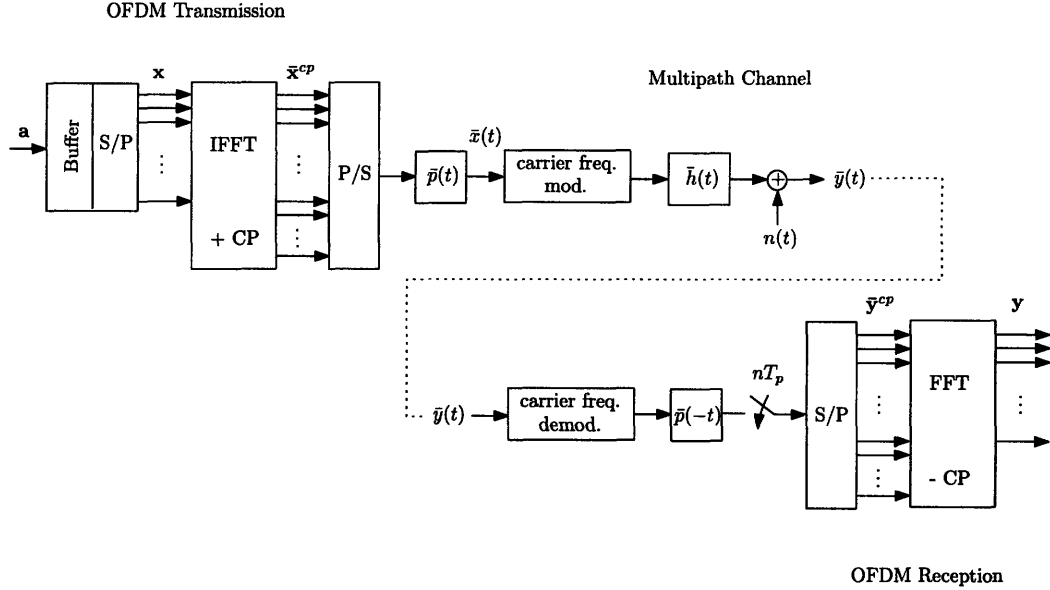 OFDM Transmission
Multipath Channel
a
Buffer
S/P
x
⋮
IFFT
+ CP
x̄^{cp}
⋮
⋮
P/S
p̄(t)
x̄(t)
carrier freq.
mod.
h̄(t)
+
ȳ(t)
n(t)
ȳ(t)
carrier freq.
demod.
p̄(−t)
nT_p
S/P
ȳ^{cp}
⋮
⋮
FFT
- CP
y
⋮
OFDM Reception